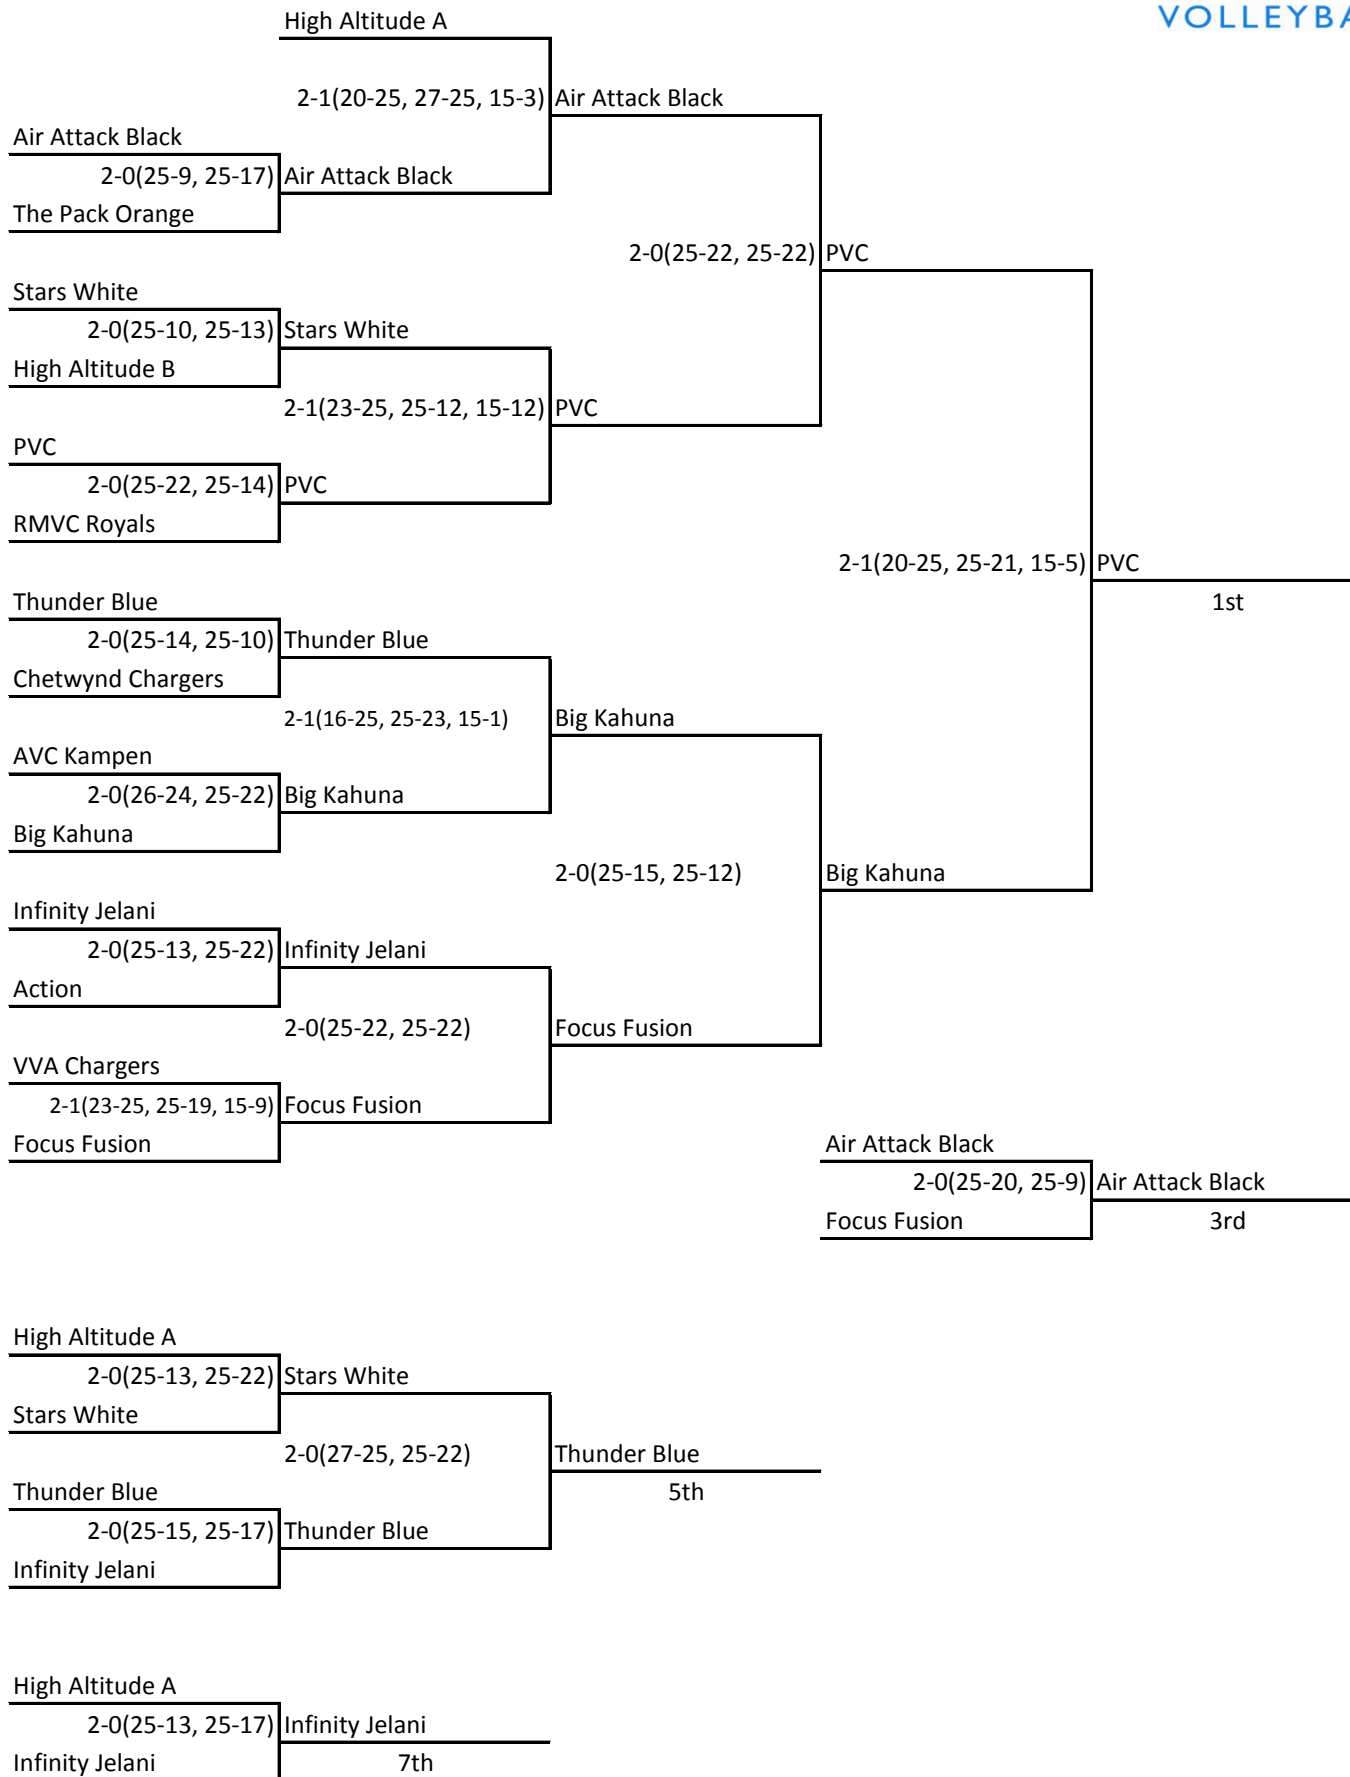 VOLLEYBA
High Altitude A
2-1(20-25, 27-25, 15-3) Air Attack Black
Air Attack Black
2-0(25-9, 25-17) Air Attack Black
The Pack Orange
2-0(25-22, 25-22) PVC
Stars White
2-0(25-10, 25-13) Stars White
High Altitude B
2-1(23-25, 25-12, 15-12) PVC
PVC
2-0(25-22, 25-14) PVC
RMVC Royals
2-1(20-25, 25-21, 15-5) PVC
Thunder Blue 1st
2-0(25-14, 25-10) Thunder Blue
Chetwynd Chargers
2-1(16-25, 25-23, 15-1) Big Kahuna
AVC Kampen
2-0(26-24, 25-22) Big Kahuna
Big Kahuna
2-0(25-15, 25-12) Big Kahuna
Infinity Jelani
2-0(25-13, 25-22) Infinity Jelani
Action
2-0(25-22, 25-22) Focus Fusion
VVA Chargers
2-1(23-25, 25-19, 15-9) Focus Fusion
Focus Fusion Air Attack Black
2-0(25-20, 25-9) Air Attack Black
Focus Fusion 3rd
High Altitude A
2-0(25-13, 25-22) Stars White
Stars White
2-0(27-25, 25-22) Thunder Blue
Thunder Blue 5th
2-0(25-15, 25-17) Thunder Blue
Infinity Jelani
High Altitude A
2-0(25-13, 25-17) Infinity Jelani
Infinity Jelani 7th